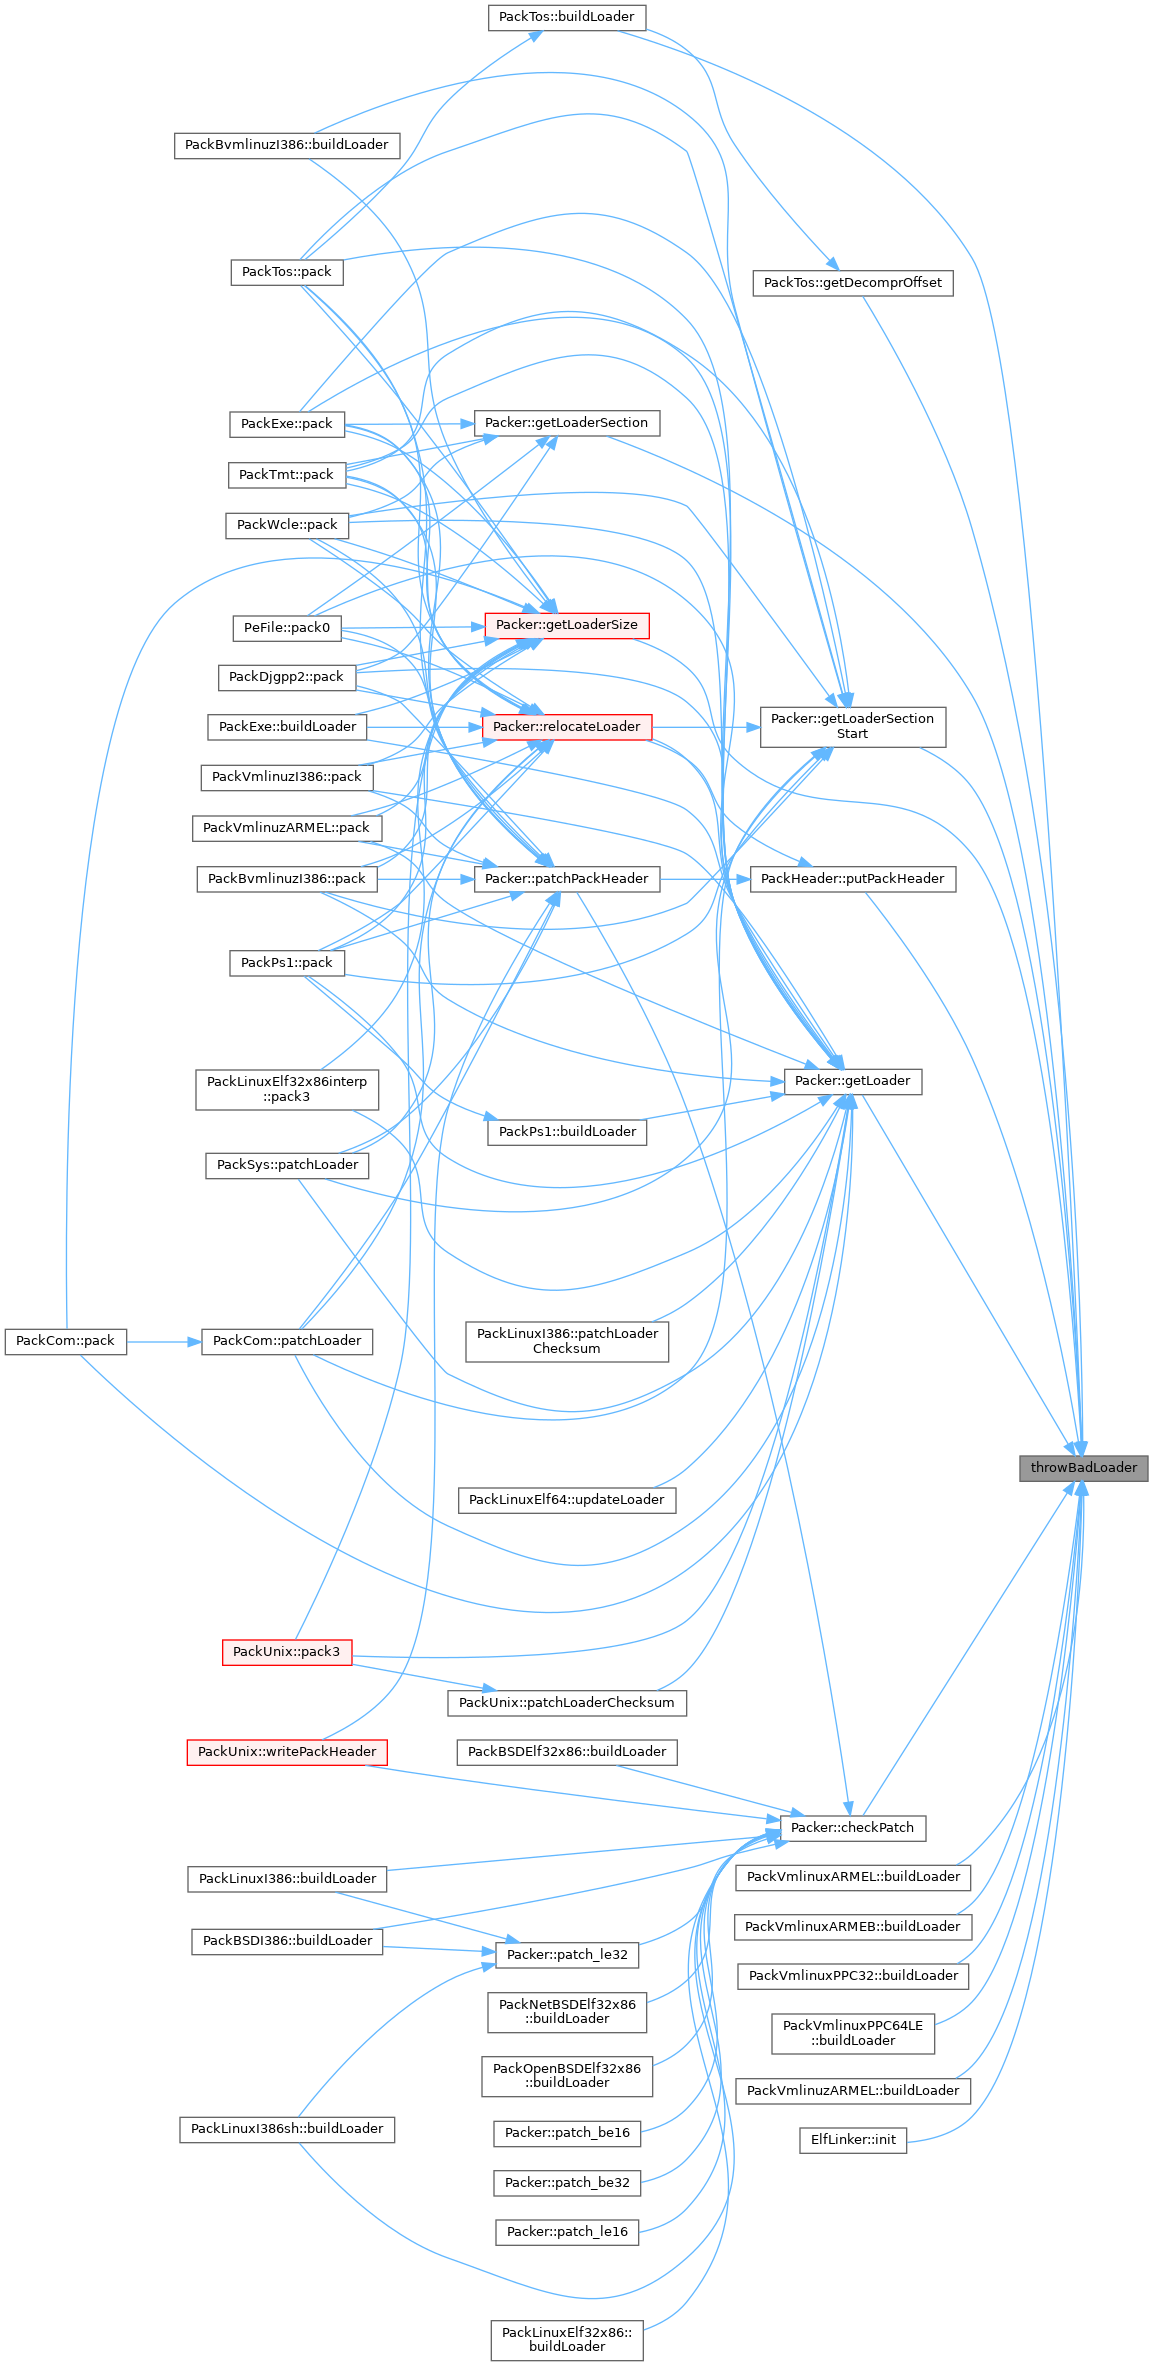 PackTos::buildLoader
PackBvmlinuzI386::buildLoader
PackTos::pack
PackTos::getDecomprOffset
PackExe::pack
Packer::getLoaderSection
PackTmt::pack
PackWcle::pack
PeFile::pack0
Packer::getLoaderSize
PackDjgpp2::pack
PackExe::buildLoader
Packer::relocateLoader
Packer::getLoaderSection
Start
PackVmlinuzI386::pack
PackVmlinuzARMEL::pack
PackBvmlinuzI386::pack
Packer::patchPackHeader
PackHeader::putPackHeader
PackPs1::pack
PackLinuxElf32x86interp
::pack3
Packer::getLoader
PackPs1::buildLoader
PackSys::patchLoader
PackCom::pack
PackCom::patchLoader
PackLinuxI386::patchLoader
Checksum
throwBadLoader
PackLinuxElf64::updateLoader
PackUnix::pack3
PackUnix::patchLoaderChecksum
PackUnix::writePackHeader
PackBSDElf32x86::buildLoader
Packer::checkPatch
PackLinuxI386::buildLoader
PackVmlinuxARMEL::buildLoader
PackBSDI386::buildLoader
PackVmlinuxARMEB::buildLoader
Packer::patch_le32
PackVmlinuxPPC32::buildLoader
PackNetBSDElf32x86
::buildLoader
PackVmlinuxPPC64LE
::buildLoader
PackOpenBSDElf32x86
::buildLoader
PackVmlinuzARMEL::buildLoader
PackLinuxI386sh::buildLoader
Packer::patch_be16
ElfLinker::init
Packer::patch_be32
Packer::patch_le16
PackLinuxElf32x86::
buildLoader